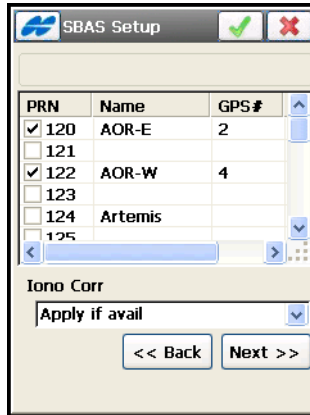 SBAS Setup
PRN Name GPS#
120 AOR-E 2
121
122 AOR-W 4
123
124 Artemis
125
Iono Corr
Apply if avail
<< Back Next >>